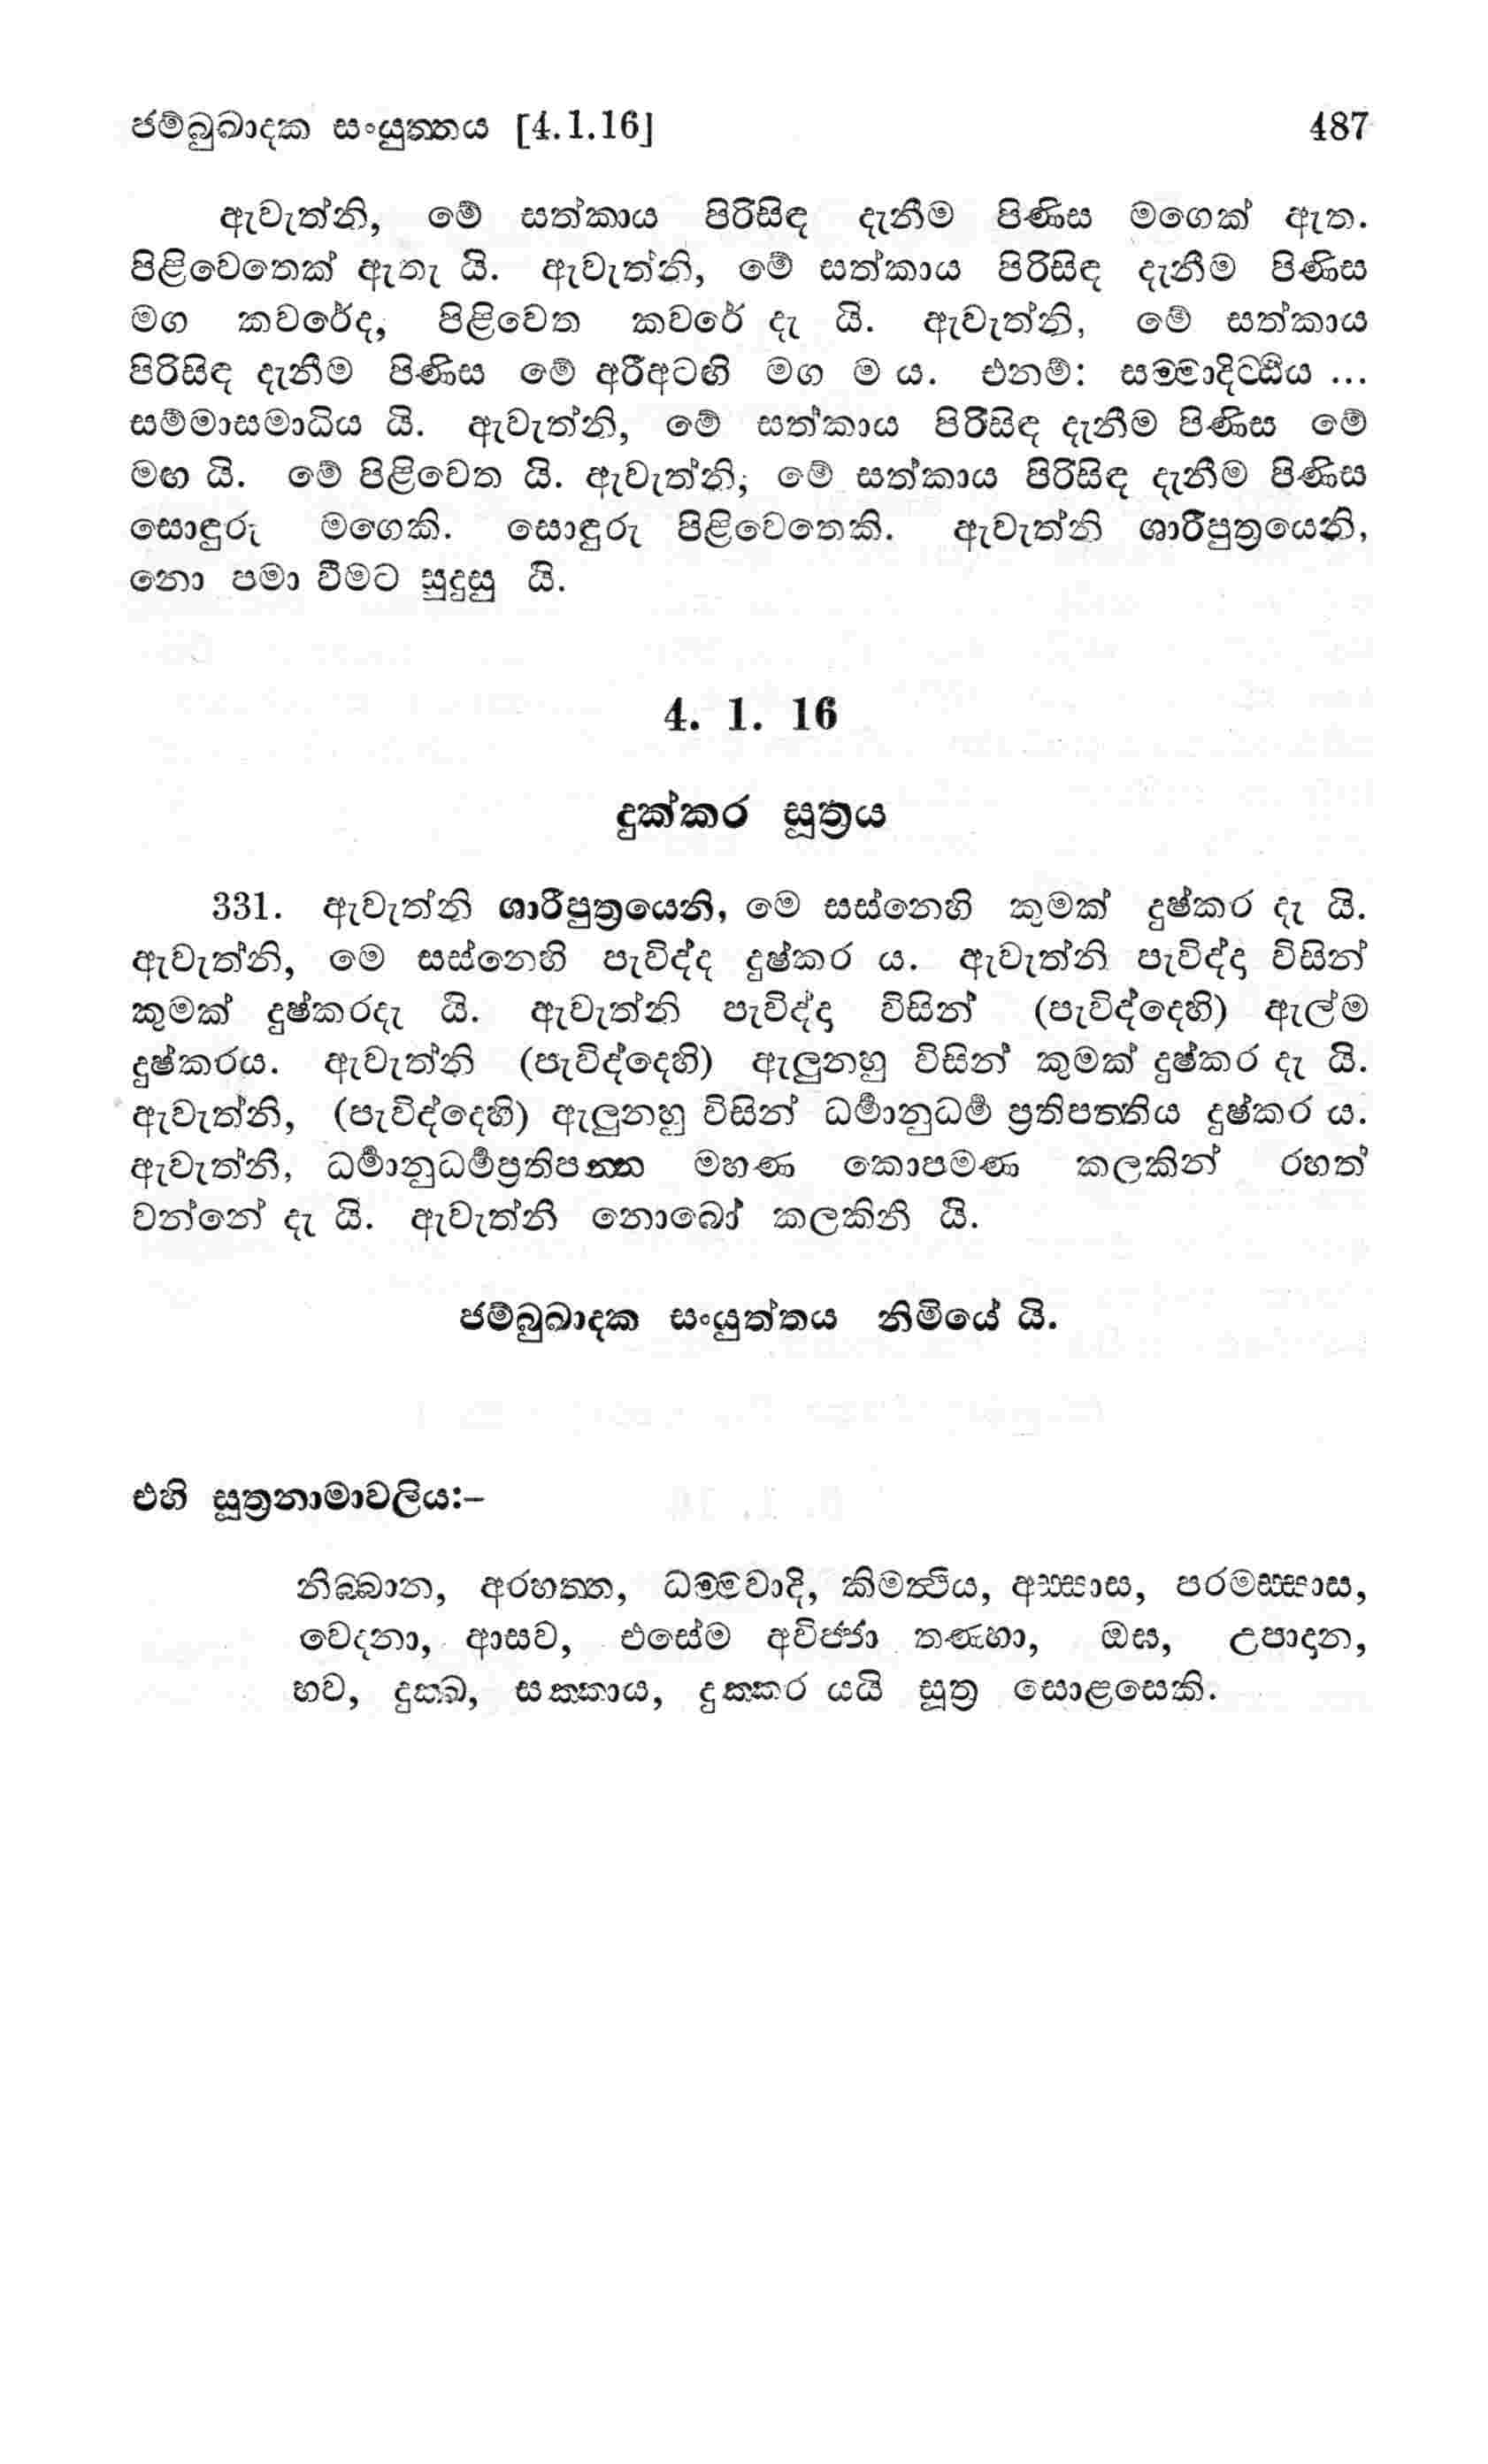 ජම්බුඛාදක සංයුත්තය [4.1.16] 487
ඇවැත්නි, මේ සත්කාය පිරිසිඳ දැනීම පිණිස මගෙක් ඇත.
පිළිවෙතෙක් ඇතැ යි. ඇවැත්නි, මේ සත්කාය පිරිසිඳ දැනීම පිණිස
මග කවරේද, පිළිවෙත කවරේ දැ යි. ඇවැත්නි, මේ සත්කාය
පිරිසිඳ දැනීම පිණිස මේ අරීඅටඟි මග ම ය. එනම්: සම්මාදිට්ඨිය ...
සම්මාසමාධිය යි. ඇවැත්නි, මේ සත්කාය පිරිසිඳ දැනීම පිණිස මේ
මඟ යි. මේ පිළිවෙත යි. ඇවැත්නි, මේ සත්කාය පිරිසිඳ දැනීම පිණිස
සොඳුරු මගෙකි. සොඳුරු පිළිවෙතෙකි. ඇවැත්නි ශාරීපුත්‍රයෙනි,
නො පමා වීමට සුදුසු යි.
4. 1. 16
දුක්කර සූත්‍රය
331. ඇවැත්නි ශාරීපුත්‍රයෙනි, මෙ සස්නෙහි කුමක් දුෂ්කර දැ යි.
ඇවැත්නි, මෙ සස්නෙහි පැවිද්ද දුෂ්කර ය. ඇවැත්නි පැවිද්දා විසින්
කුමක් දුෂ්කරදැ යි. ඇවැත්නි පැවිද්දා විසින් (පැවිද්දෙහි) ඇල්ම
දුෂ්කරය. ඇවැත්නි (පැවිද්දෙහි) ඇලුනහු විසින් කුමක් දුෂ්කර දැ යි.
ඇවැත්නි, (පැවිද්දෙහි) ඇලුනහු විසින් ධර්‍මානුධර්‍ම ප්‍රතිපත්තිය දුෂ්කර ය.
ඇවැත්නි, ධර්‍මානුධර්‍මප්‍රතිපන්න මහණ කොපමණ කලකින් රහත්
වන්නේ දැ යි. ඇවැත්නි නොබෝ කලකිනි යි.
ජම්බුඛාදක සංයුත්තය නිමියේ යි.
එහි සූත්‍රනාමාවලිය:–
නිබ්බාන, අරහත්ත, ධම්මවාදි, කිමත්ථිය, අස්සාස, පරමස්සාස,
වෙදනා, ආසව, එසේම අවිජ්ජා තණ්හා, ඔඝ, උපාදාන,
භව, දුක්ඛ, සක්කාය, දුක්කර යයි සූත්‍ර සොළසෙකි.